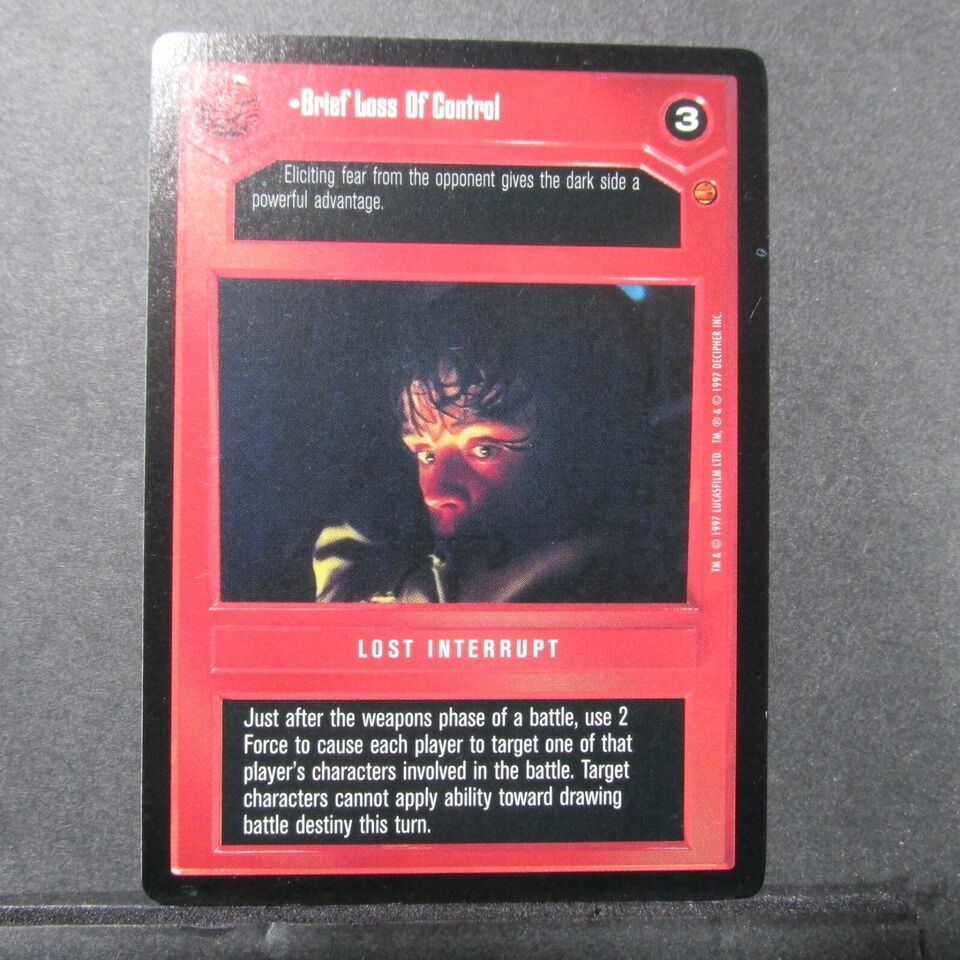 •Brief Loss Of Control
3
Eliciting fear from the opponent gives the dark side a
powerful advantage.
TM & © 1997 LUCASFILM LTD. TM, ® & © 1997 DECIPHER INC.
LOST INTERRUPT
Just after the weapons phase of a battle, use 2
Force to cause each player to target one of that
player's characters involved in the battle. Target
characters cannot apply ability toward drawing
battle destiny this turn.